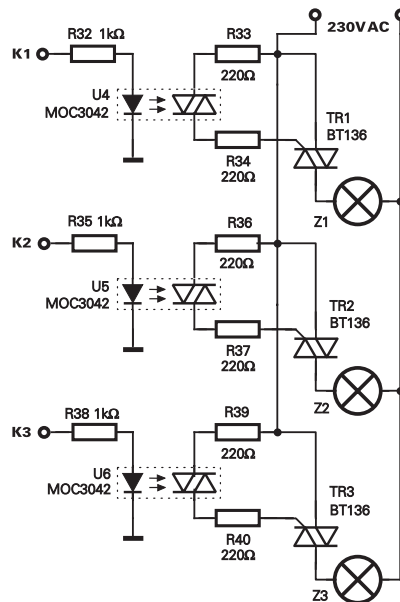 R32 1kΩ
K1
U4
MOC3042
R33
220Ω
R34
220Ω
230VAC
TR1
BT136
Z1
R35 1kΩ
K2
U5
MOC3042
R36
220Ω
R37
220Ω
TR2
BT136
Z2
R38 1kΩ
K3
U6
MOC3042
R39
220Ω
R40
220Ω
TR3
BT136
Z3